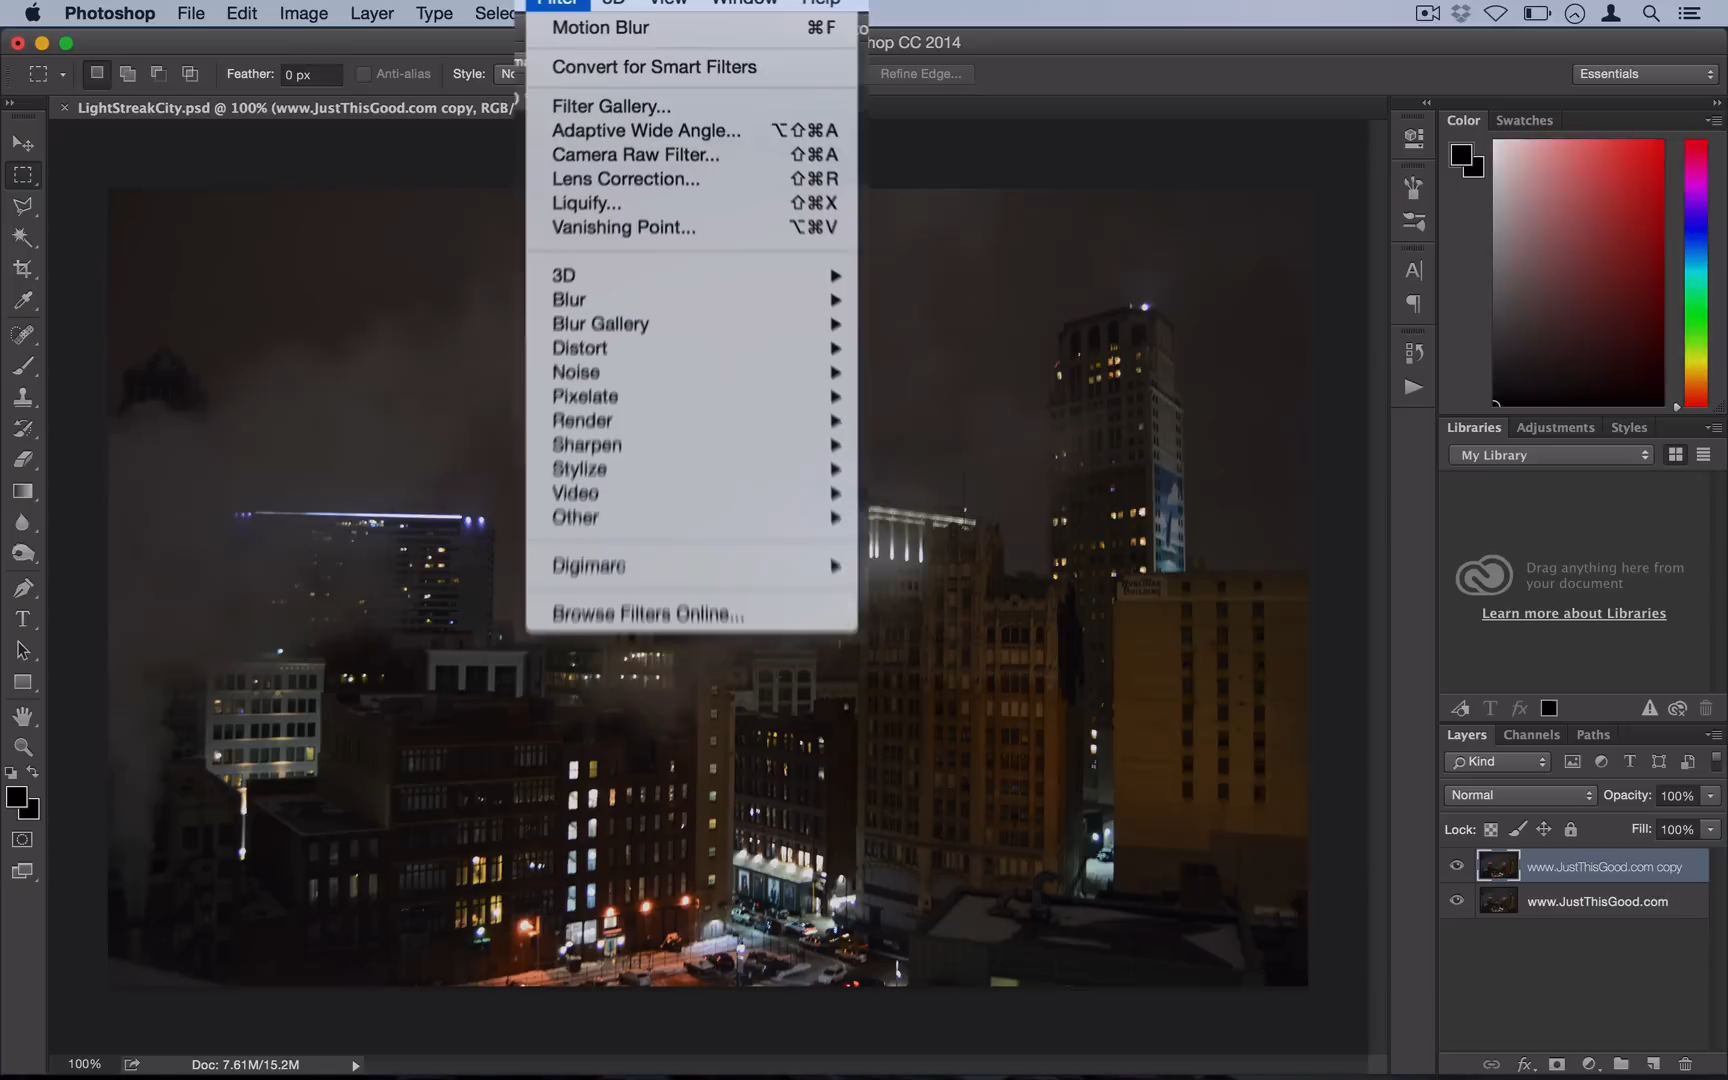 Photoshop File Edit Image Layer Type Filter 3D View Window Help
hop CC 2014
Feather: 0 px Anti-alias Style: Refine Edge... Essentials
LightStreakCity.psd @ 100% (www.JustThisGood.com copy, RGB/
Motion Blur ⌘F
Convert for Smart Filters
Filter Gallery...
Adaptive Wide Angle... ⌥⇧⌘A
Camera Raw Filter... ⇧⌘A
Lens Correction... ⇧⌘R
Liquify... ⇧⌘X
Vanishing Point... ⌥⌘V
3D
Blur
Blur Gallery
Distort
Noise
Pixelate
Render
Sharpen
Stylize
Video
Other
Digimarc
Browse Filters Online...
Color Swatches
Libraries Adjustments Styles
My Library
Drag anything here from
your document
Learn more about Libraries
Layers Channels Paths
Kind
Normal Opacity: 100%
Lock: Fill: 100%
www.JustThisGood.com copy
www.JustThisGood.com
100% Doc: 7.61M/15.2M